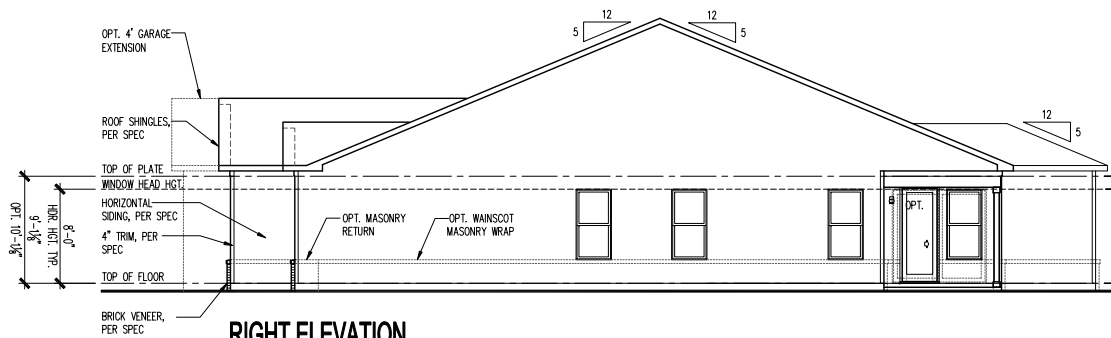 12
5
12
5
OPT. 4' GARAGE
EXTENSION
ROOF SHINGLES,
PER SPEC
12
5
TOP OF PLATE
WINDOW HEAD HGT.
HORIZONTAL
SIDING, PER SPEC
4" TRIM, PER
SPEC
OPT. MASONRY
RETURN
OPT. WAINSCOT
MASONRY WRAP
OPT.
TOP OF FLOOR
BRICK VENEER,
PER SPEC
8'-0"
HDR. HGT. TYP.
9'-1⅛"
OPT. 10'-1⅛"
RIGHT ELEVATION